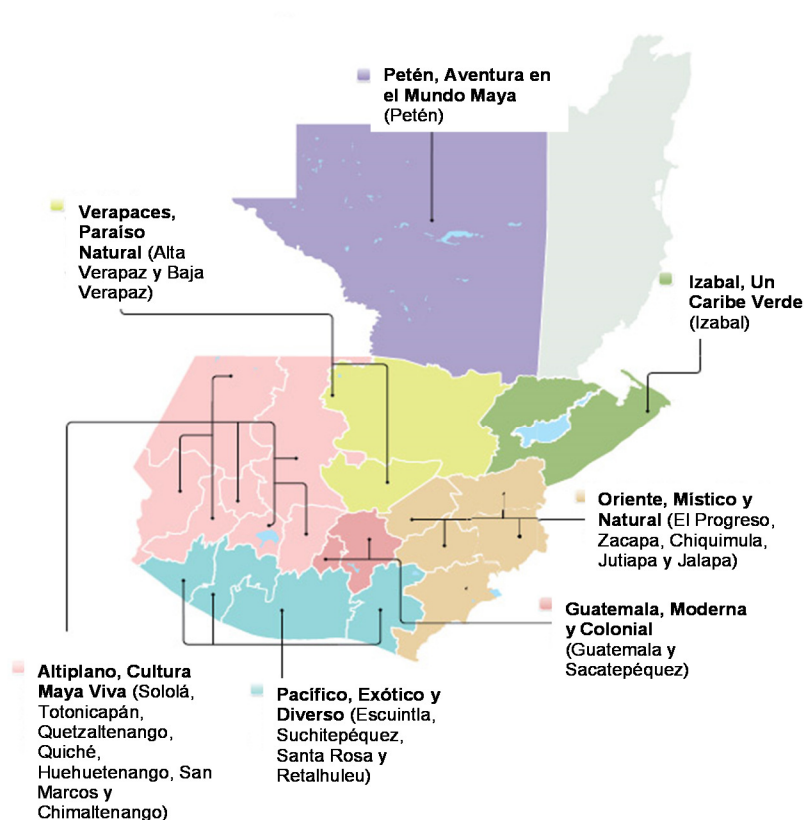 Petén, Aventura en
el Mundo Maya
(Petén)
Verapaces,
Paraíso
Natural (Alta
Verapaz y Baja
Verapaz)
Izabal, Un
Caribe Verde
(Izabal)
Oriente, Místico y
Natural (El Progreso,
Zacapa, Chiquimula,
Jutiapa y Jalapa)
Guatemala, Moderna
y Colonial
(Guatemala y
Sacatepéquez)
Altiplano, Cultura
Maya Viva (Sololá,
Totonicapán,
Quetzaltenango,
Quiché,
Huehuetenango, San
Marcos y
Chimaltenango)
Pacífico, Exótico y
Diverso (Escuintla,
Suchitepéquez,
Santa Rosa y
Retalhuleu)